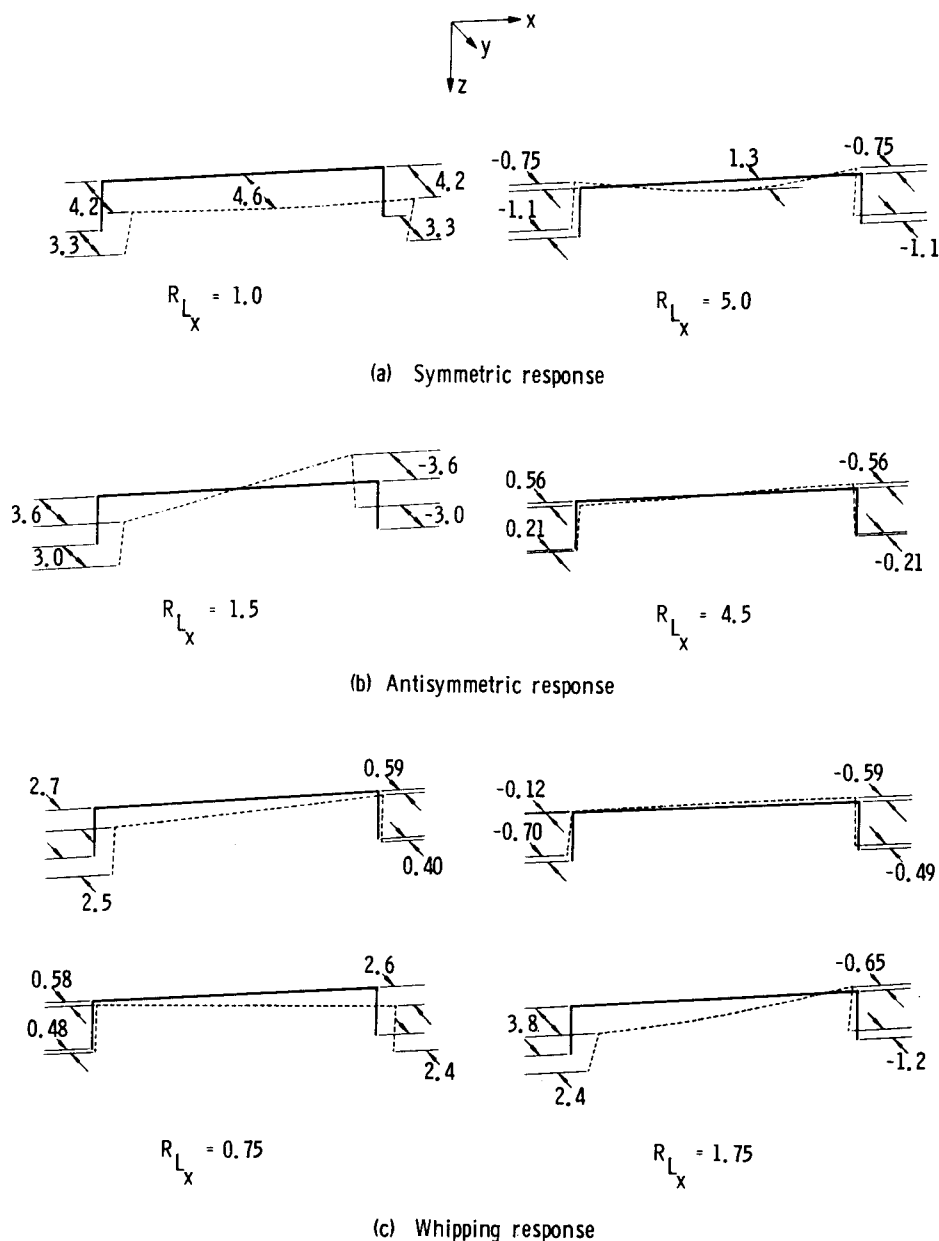 x
y
z
-0.75
1.3
-0.75
4.2
4.6
4.2
-1.1
3.3
3.3
-1.1
R_Lx = 1.0
R_Lx = 5.0
(a) Symmetric response
-3.6
0.56
-0.56
3.6
-3.0
0.21
3.0
-0.21
R_Lx = 1.5
R_Lx = 4.5
(b) Antisymmetric response
2.7
0.59
-0.12
-0.59
-0.70
0.40
-0.49
2.5
0.58
2.6
-0.65
0.48
3.8
2.4
2.4
-1.2
R_Lx = 0.75
R_Lx = 1.75
(c) Whipping response